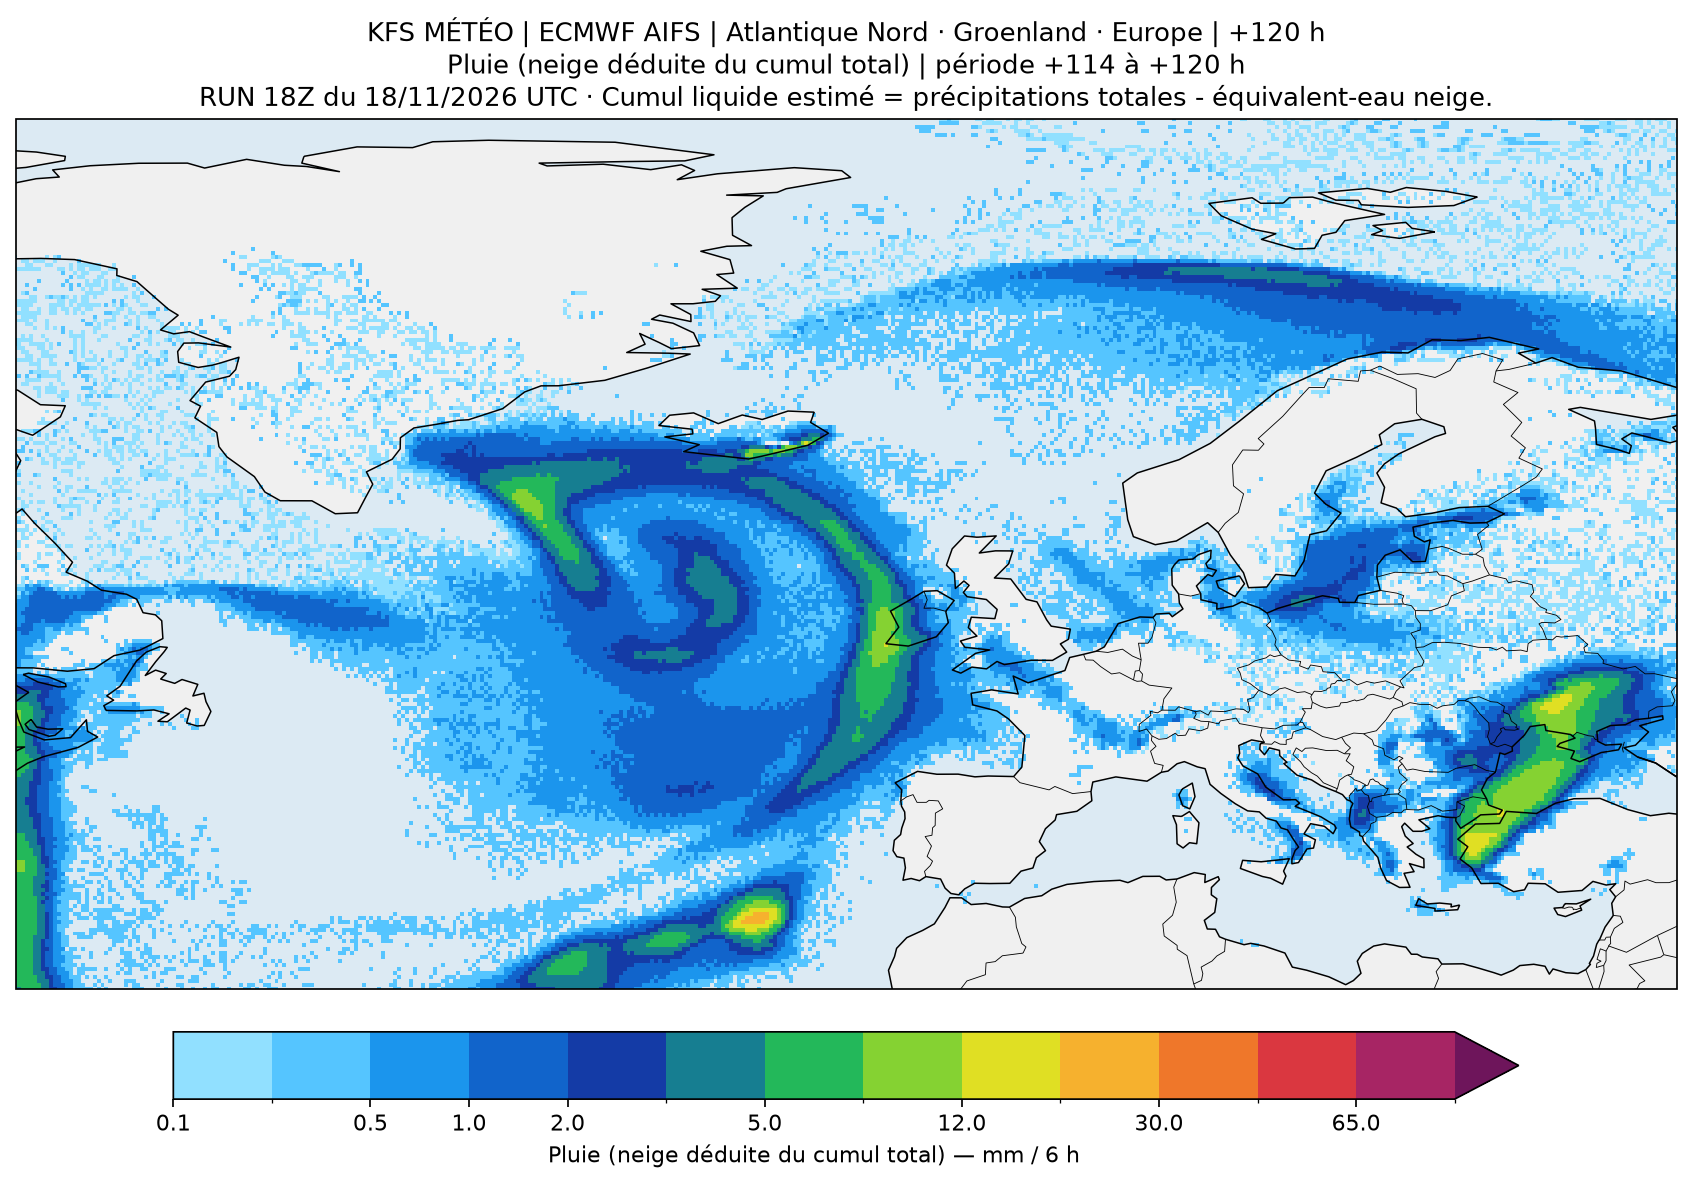 KFS MÉTÉO | ECMWF AIFS | Atlantique Nord · Groenland · Europe | +120 h
Pluie (neige déduite du cumul total) | période +114 à +120 h
RUN 18Z du 18/11/2026 UTC · Cumul liquide estimé = précipitations totales - équivalent-eau neige.
0.1 0.5 1.0 2.0 5.0 12.0 30.0 65.0
Pluie (neige déduite du cumul total) — mm / 6 h